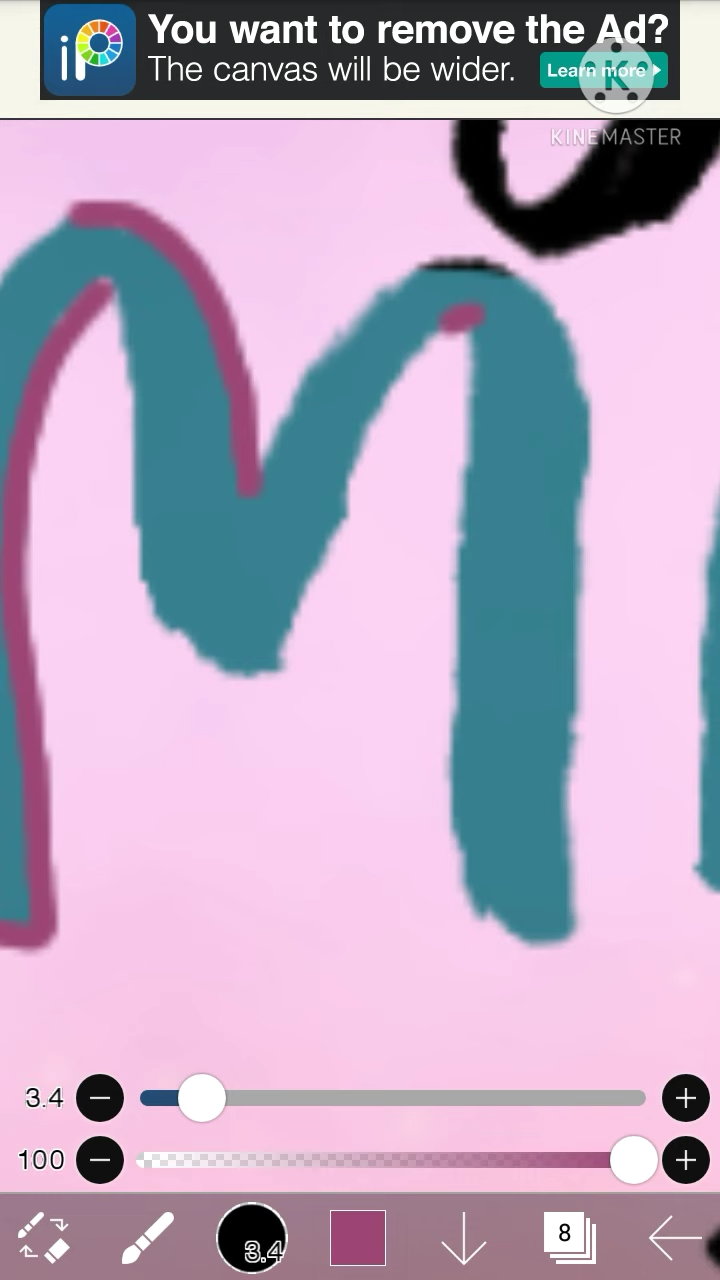 iP
You want to remove the Ad?
The canvas will be wider.
Learn more
K
KINEMASTER
m
3.4
100
3.4
8